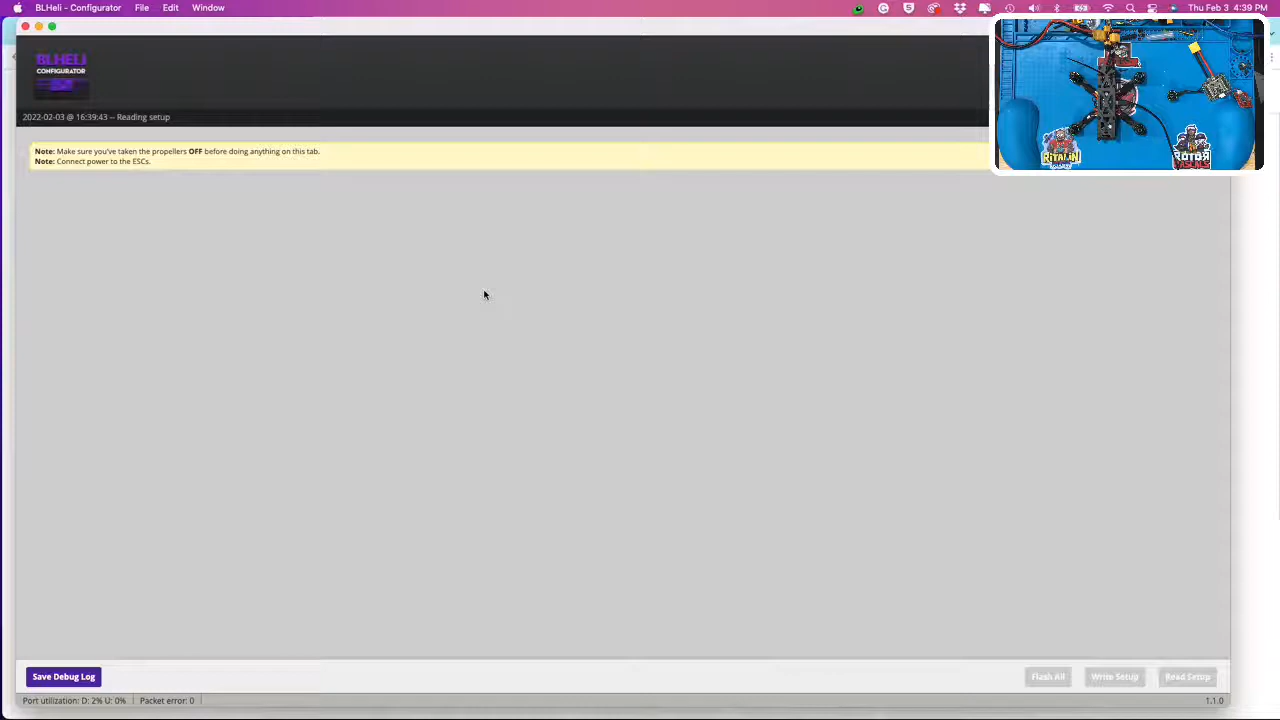 BLHeli - Configurator File Edit Window Thu Feb 3 4:39 PM
BLHELI
CONFIGURATOR
2022-02-03 @ 16:39:43 -- Reading setup
Note: Make sure you've taken the propellers OFF before doing anything on this tab.
Note: Connect power to the ESCs.
RiTALiN
ROTOR
Save Debug Log
Flash All Write Setup Read Setup
Port utilization: D: 2% U: 0% Packet error: 0
1.1.0